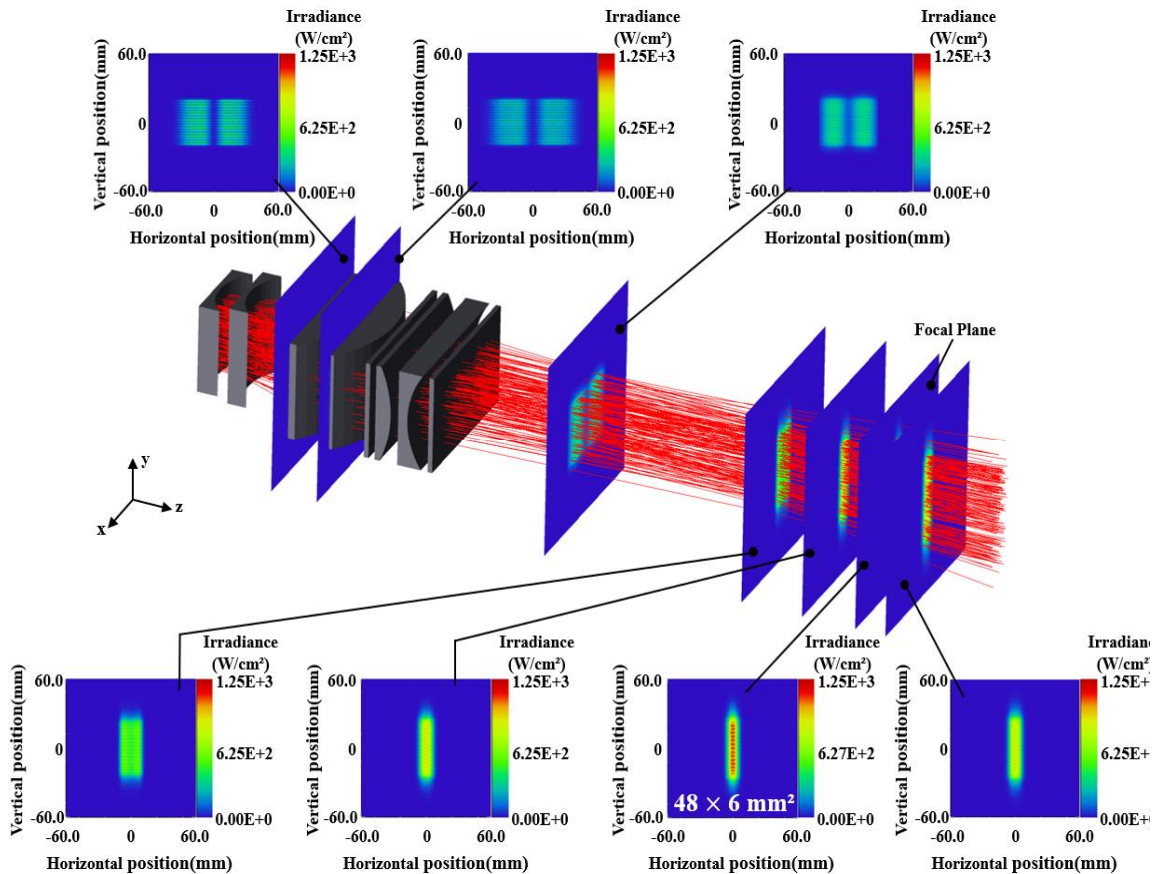 Irradiance
(W/cm²)
60.0
1.25E+3
Vertical position(mm)
0
6.25E+2
-60.0
0.00E+0
-60.0 0 60.0
Horizontal position(mm)
Irradiance
(W/cm²)
60.0
1.25E+3
Vertical position(mm)
0
6.25E+2
-60.0
0.00E+0
-60.0 0 60.0
Horizontal position(mm)
Irradiance
(W/cm²)
60.0
1.25E+3
Vertical position(mm)
0
6.25E+2
-60.0
0.00E+0
-60.0 0 60.0
Horizontal position(mm)
Focal Plane
y
z
x
Irradiance
(W/cm²)
60.0
1.25E+3
Vertical position(mm)
0
6.25E+2
-60.0
0.00E+0
-60.0 0 60.0
Horizontal position(mm)
Irradiance
(W/cm²)
60.0
1.25E+3
Vertical position(mm)
0
6.25E+2
-60.0
0.00E+0
-60.0 0 60.0
Horizontal position(mm)
Irradiance
(W/cm²)
60.0
1.25E+3
Vertical position(mm)
0
6.27E+2
48 × 6 mm²
-60.0
0.00E+0
-60.0 0 60.0
Horizontal position(mm)
Irradiance
(W/cm²)
60.0
1.25E+
Vertical position(mm)
0
6.25E+
-60.0
0.00E+
-60.0 0 60.0
Horizontal position(mm)